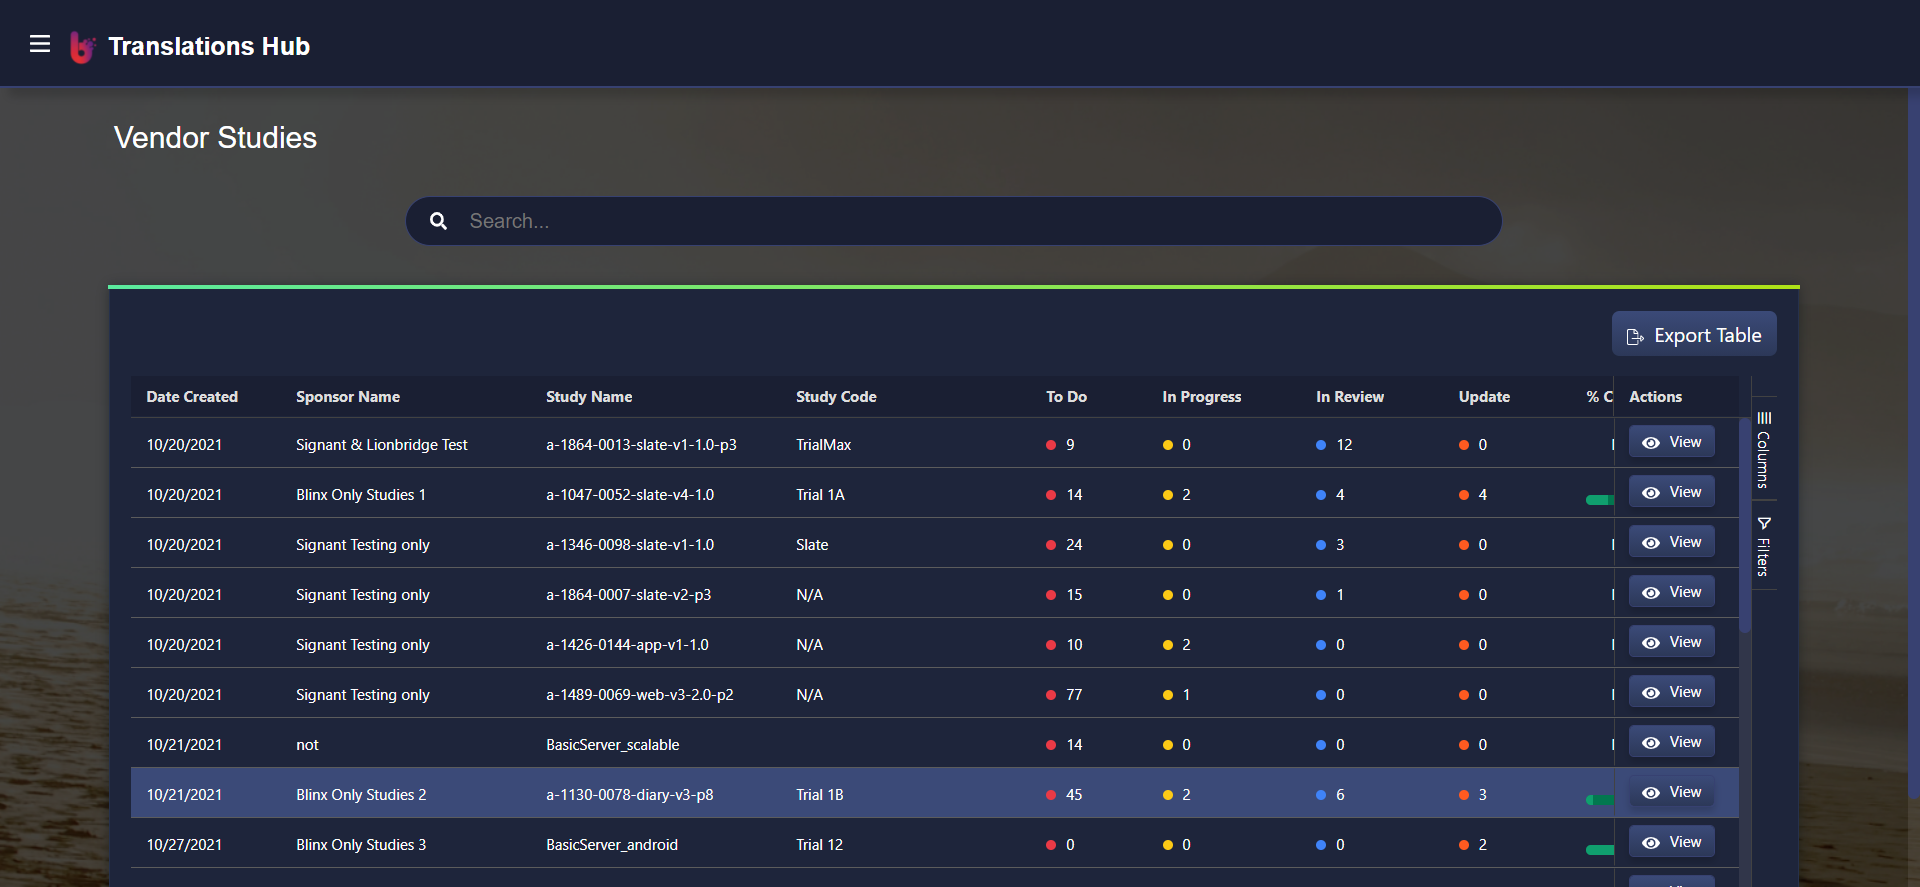 Translations Hub
Vendor Studies
Search...
Export Table
Date Created Sponsor Name Study Name Study Code To Do In Progress In Review Update % C Actions
10/20/2021 Signant & Lionbridge Test a-1864-0013-slate-v1-1.0-p3 TrialMax 9 0 12 0 View
10/20/2021 Blinx Only Studies 1 a-1047-0052-slate-v4-1.0 Trial 1A 14 2 4 4 View
10/20/2021 Signant Testing only a-1346-0098-slate-v1-1.0 Slate 24 0 3 0 View
10/20/2021 Signant Testing only a-1864-0007-slate-v2-p3 N/A 15 0 1 0 View
10/20/2021 Signant Testing only a-1426-0144-app-v1-1.0 N/A 10 2 0 0 View
10/20/2021 Signant Testing only a-1489-0069-web-v3-2.0-p2 N/A 77 1 0 0 View
10/21/2021 not BasicServer_scalable 14 0 0 0 View
10/21/2021 Blinx Only Studies 2 a-1130-0078-diary-v3-p8 Trial 1B 45 2 6 3 View
10/27/2021 Blinx Only Studies 3 BasicServer_android Trial 12 0 0 0 2 View
Columns
Filters